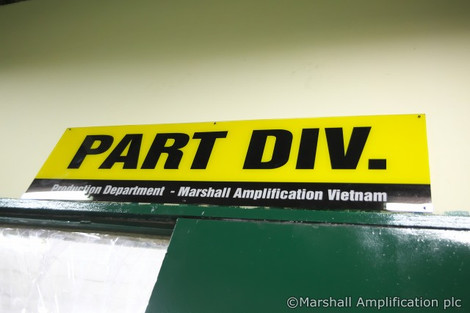 PART DIV.
Production Department - Marshall Amplification Vietnam
©Marshall Amplification plc